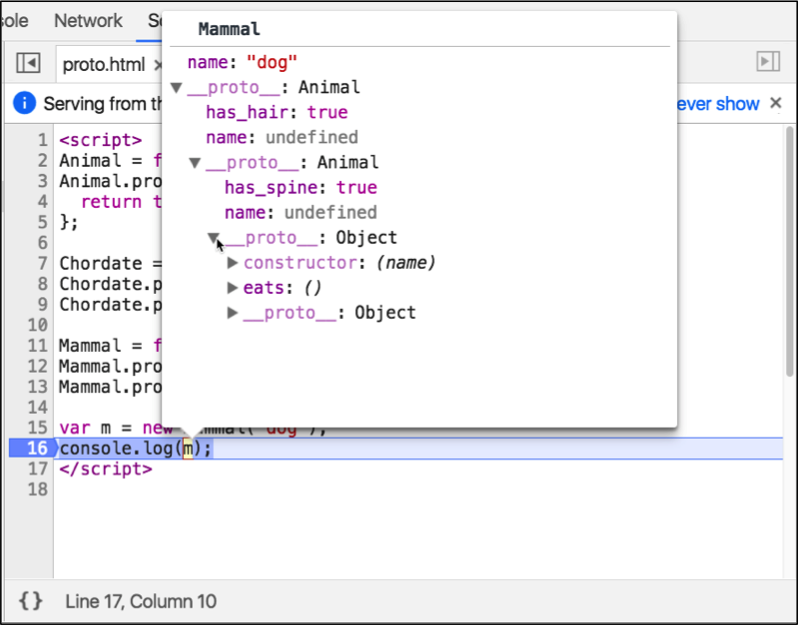 ole Network So
proto.html ×
Serving from th ever show ×
Mammal
name: "dog"
▼ __proto__: Animal
has_hair: true
name: undefined
▼ __proto__: Animal
has_spine: true
name: undefined
▼ __proto__: Object
▶ constructor: (name)
▶ eats: ()
▶ __proto__: Object
1 <script>
2 Animal = f
3 Animal.pro
4 return t
5 };
6
7 Chordate =
8 Chordate.p
9 Chordate.p
10
11 Mammal = f
12 Mammal.pro
13 Mammal.pro
14
15 var m = new Mammal("dog");
16 console.log(m);
17 </script>
18
{} Line 17, Column 10